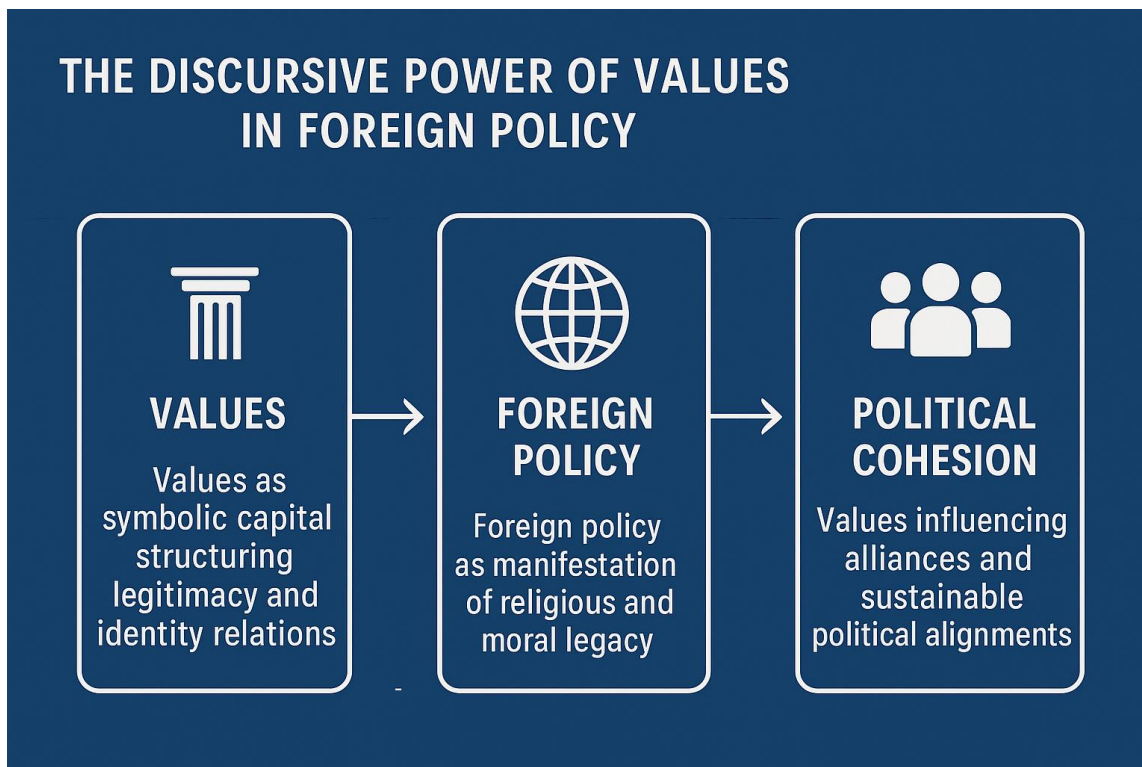 THE DISCURSIVE POWER OF VALUES
IN FOREIGN POLICY
VALUES
Values as
symbolic capital
structuring
legitimacy and
identity relations
FOREIGN
POLICY
Foreign policy
as manifestation
of religious and
moral legacy
POLITICAL
COHESION
Values influencing
alliances and
sustainable
political alignments